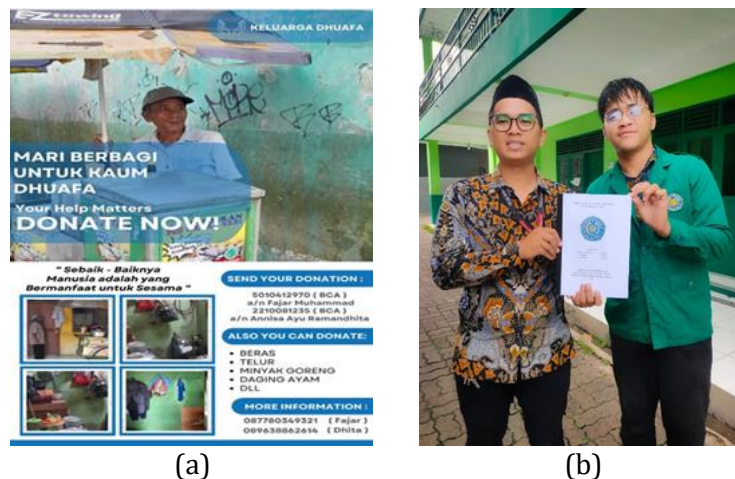 EZ towing
KELUARGA DHUAFA
MARI BERBAGI
UNTUK KAUM
DHUAFA
Your Help Matters
DONATE NOW!
" Sebaik - Baiknya
Manusia adalah yang
Bermanfaat untuk Sesama "
SEND YOUR DONATION :
5010412970 ( BCA )
a/n Fajar Muhammad
2210081235 ( BCA )
a/n Annisa Ayu Ramandhita
ALSO YOU CAN DONATE:
• BERAS
• TELUR
• MINYAK GORENG
• DAGING AYAM
• DLL
MORE INFORMATION :
087780349321 ( Fajar )
089638862614 ( Dhita )
(a)
(b)